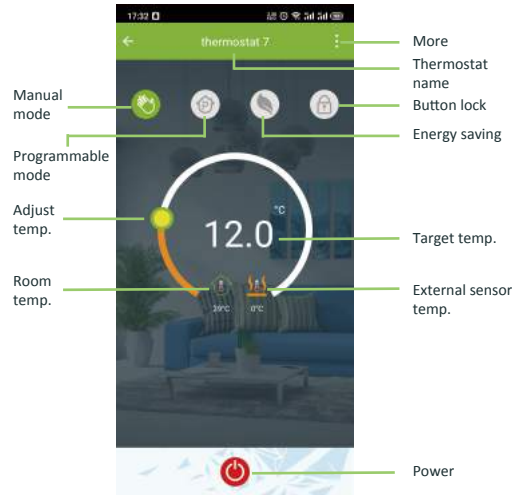 17:32
thermostat 7
More
Thermostat
name
Manual
mode
Button lock
Energy saving
Programmable
mode
°C
Adjust
temp.
12.0
Target temp.
Room
temp.
External sensor
temp.
0°C
Power